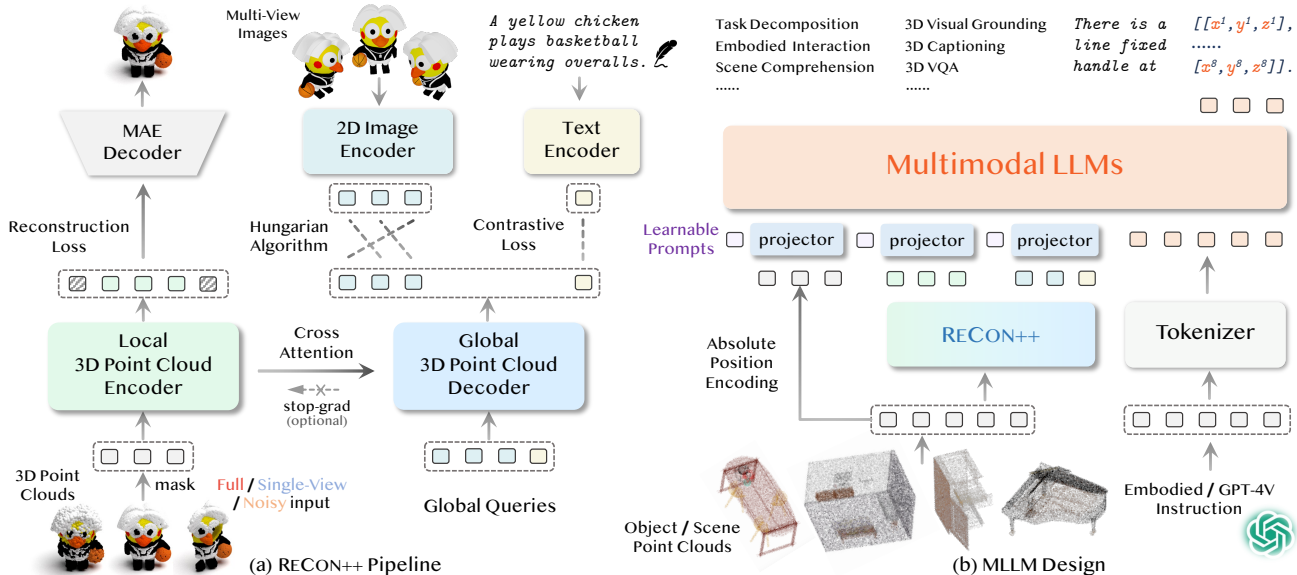 Multi-View
Images
A yellow chicken
plays basketball
wearing overalls.
MAE
Decoder
2D Image
Encoder
Text
Encoder
Reconstruction
Loss
Hungarian
Algorithm
Contrastive
Loss
Local
3D Point Cloud
Encoder
Cross
Attention
stop-grad
(optional)
Global
3D Point Cloud
Decoder
3D Point
Clouds
mask
Full / Single-View
/ Noisy input
Global Queries
(a) RECON++ Pipeline
Task Decomposition
Embodied Interaction
Scene Comprehension
......
3D Visual Grounding
3D Captioning
3D VQA
......
There is a
line fixed
handle at
[[x¹, y¹, z¹],
......
[x⁸, y⁸, z⁸]].
Multimodal LLMs
Learnable
Prompts
projector
projector
projector
Absolute
Position
Encoding
RECON++
Tokenizer
Object / Scene
Point Clouds
Embodied / GPT-4V
Instruction
(b) MLLM Design